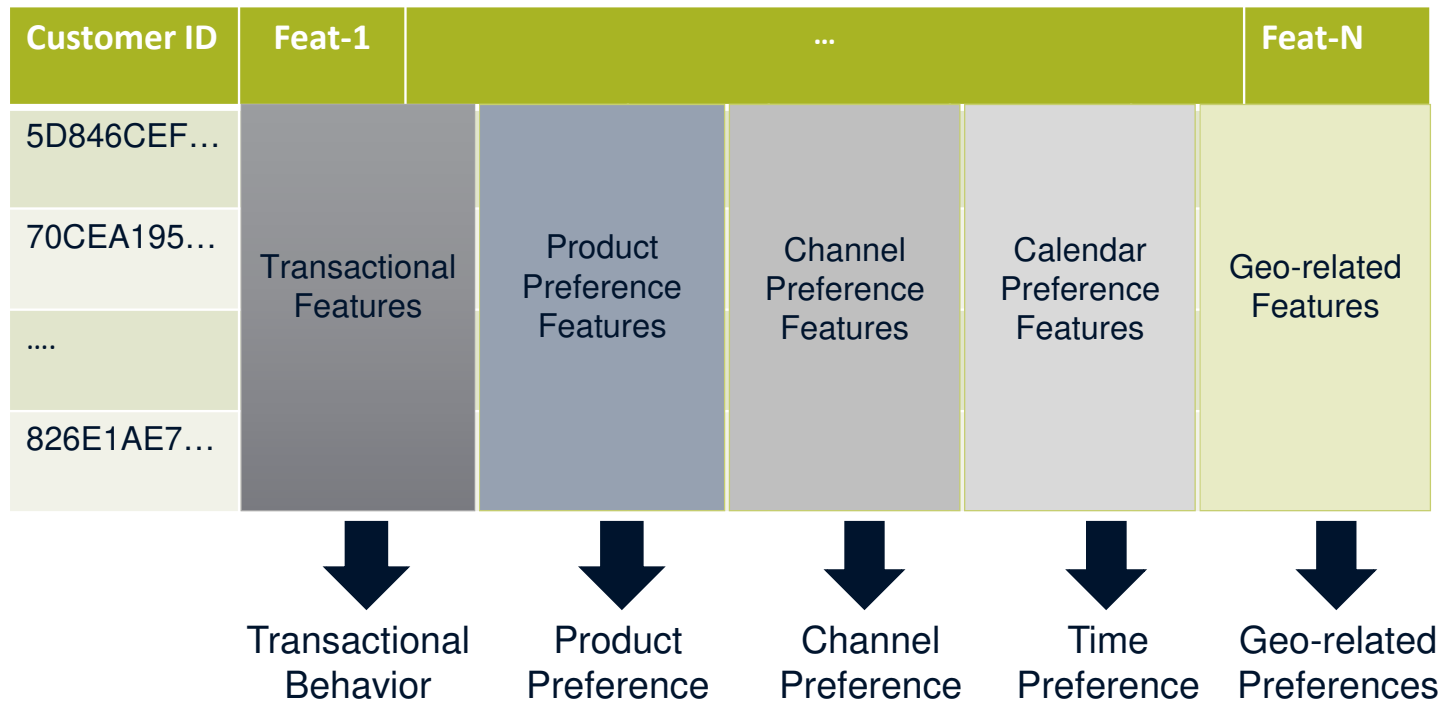 Customer ID Feat-1 … Feat-N
5D846CEF…
70CEA195…
….
826E1AE7…
Transactional
Features
Product
Preference
Features
Channel
Preference
Features
Calendar
Preference
Features
Geo-related
Features
Transactional
Behavior
Product
Preference
Channel
Preference
Time
Preference
Geo-related
Preferences